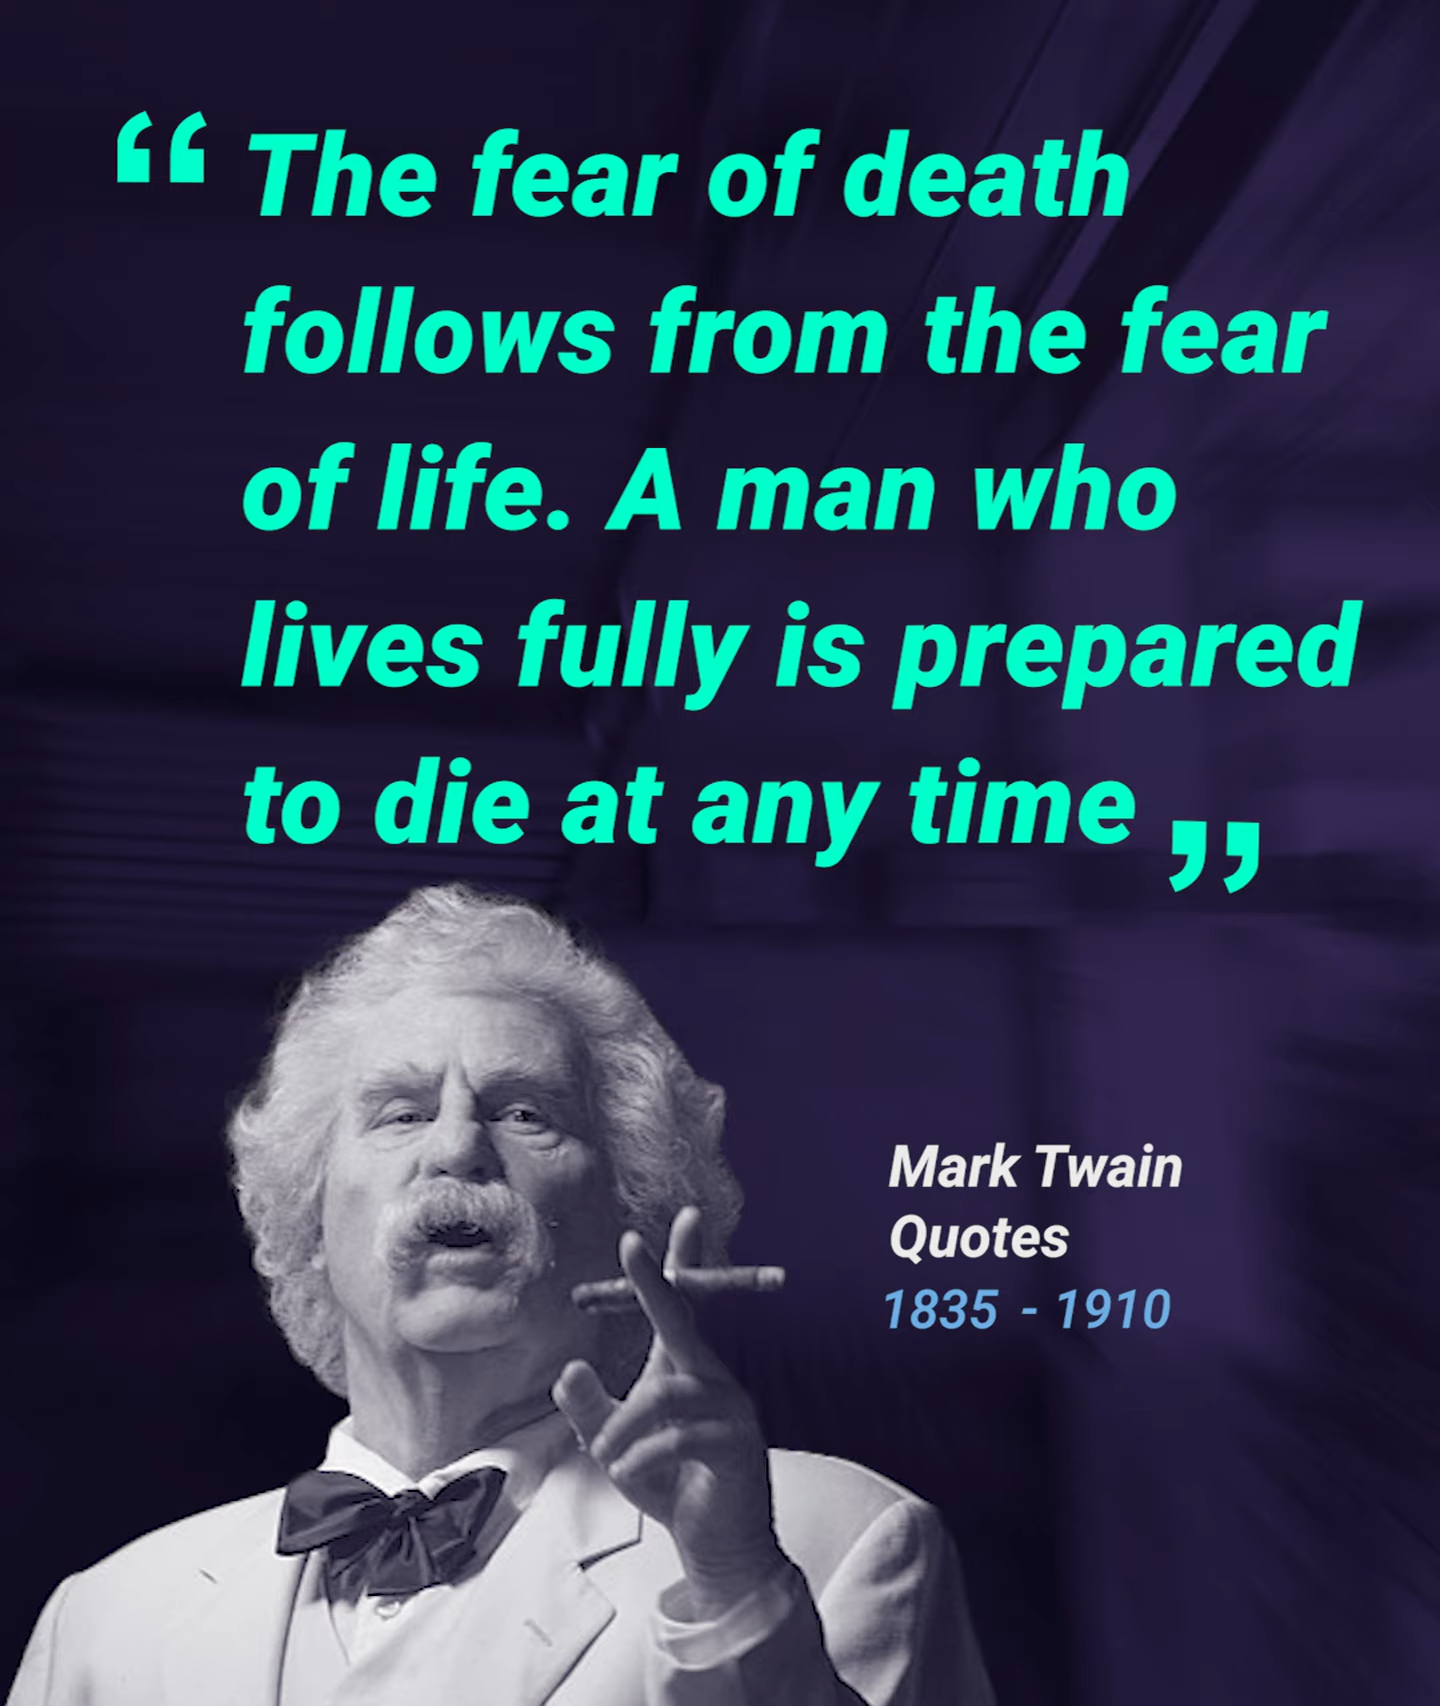 “ The fear of death
follows from the fear
of life. A man who
lives fully is prepared
to die at any time ”
Mark Twain
Quotes
1835 - 1910